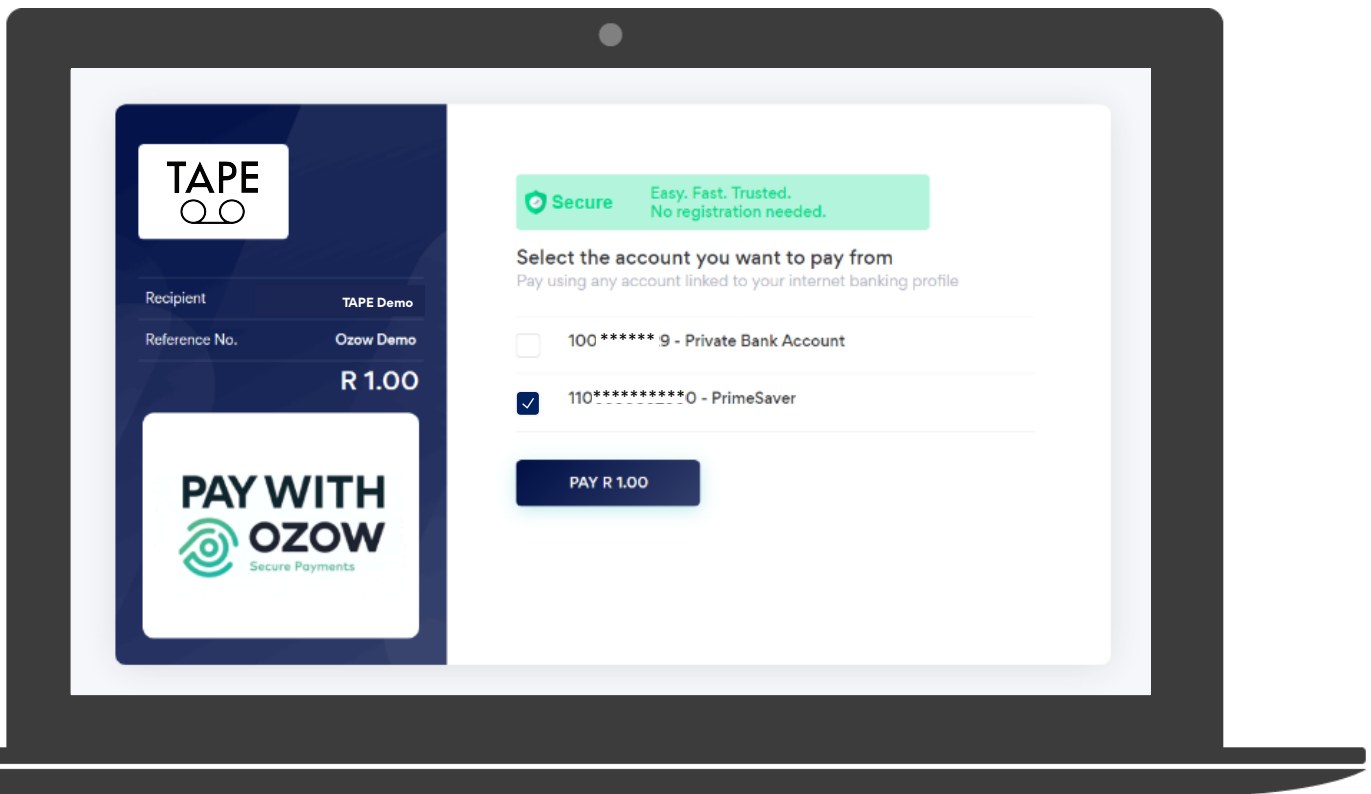 TAPE
Recipient TAPE Demo
Reference No. Ozow Demo
R 1.00
PAY WITH
OZOW
Secure Payments
Secure
Easy. Fast. Trusted.
No registration needed.
Select the account you want to pay from
Pay using any account linked to your internet banking profile
100 ****** 9 - Private Bank Account
110**********0 - PrimeSaver
PAY R 1.00